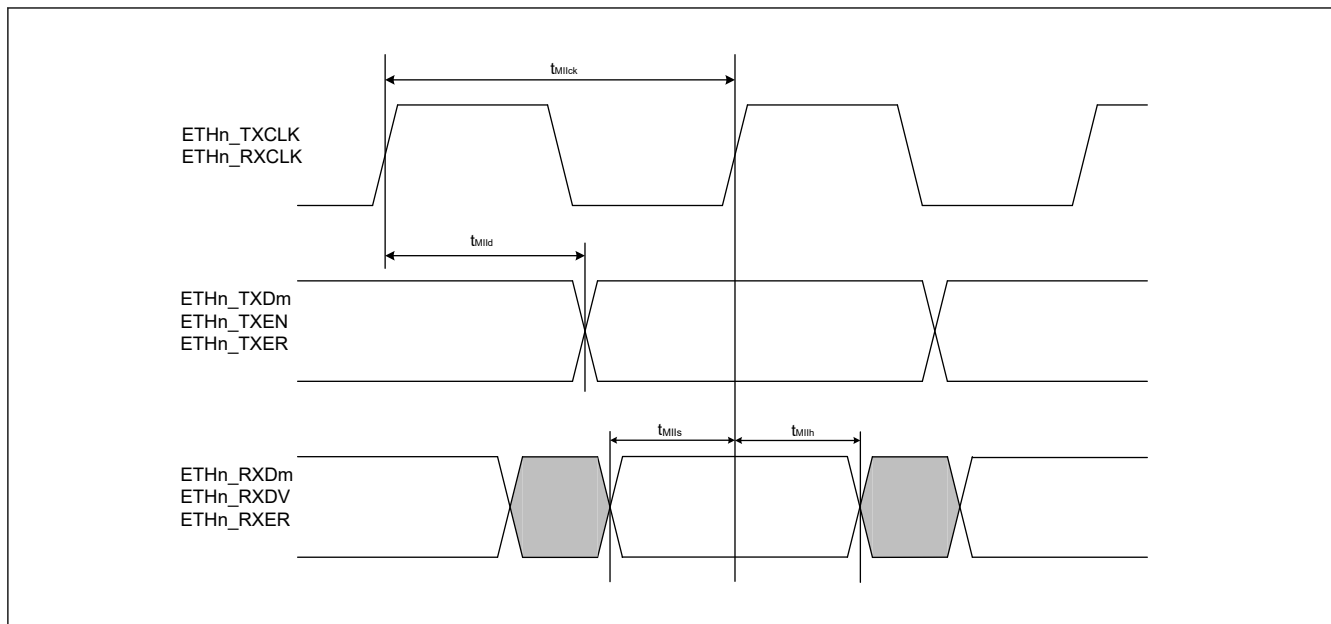 tMIIck
ETHn_TXCLK
ETHn_RXCLK
tMIId
ETHn_TXDm
ETHn_TXEN
ETHn_TXER
tMIIs
tMIIh
ETHn_RXDm
ETHn_RXDV
ETHn_RXER